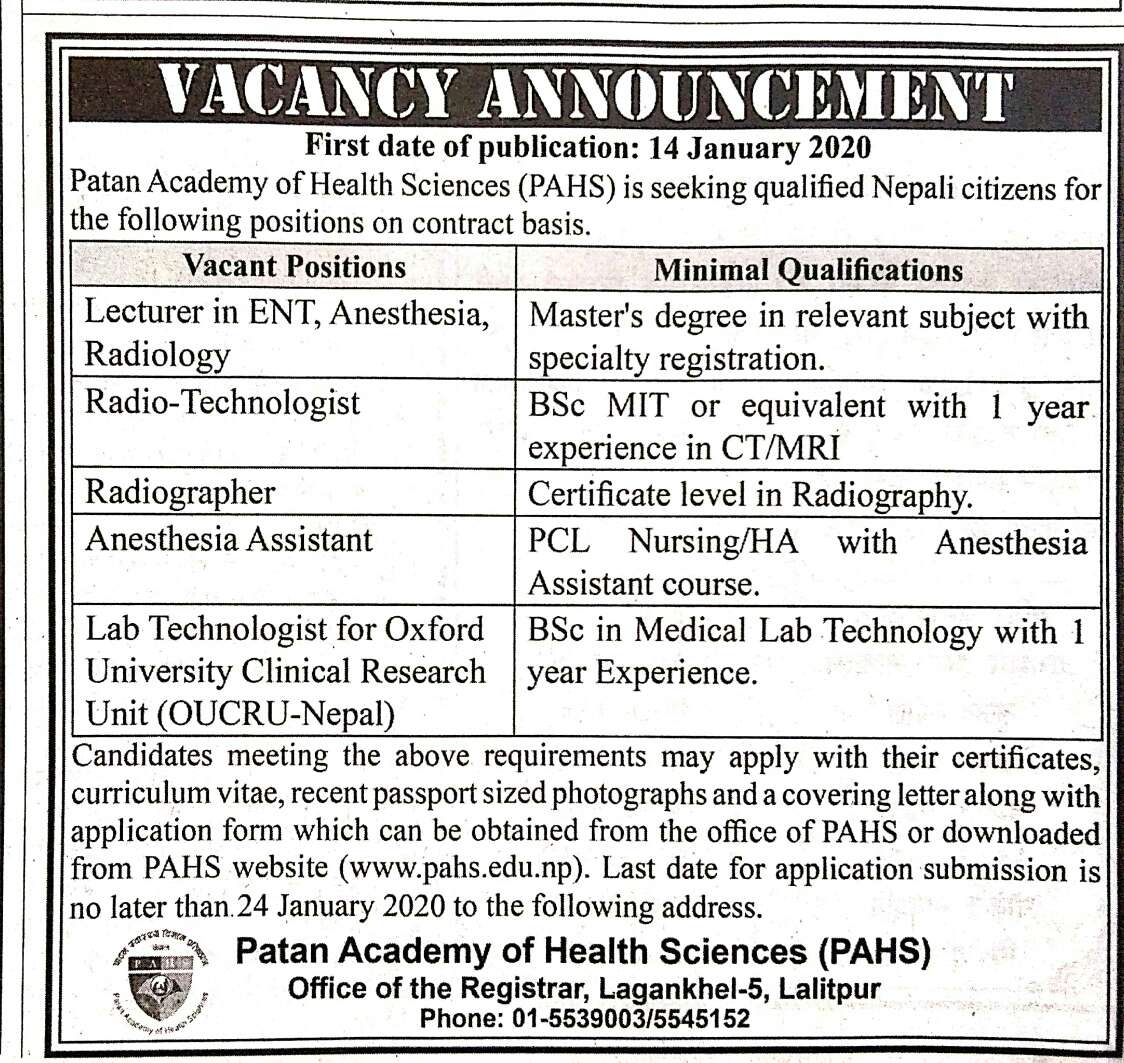 VACANCY ANNOUNCEMENT
First date of publication: 14 January 2020
Patan Academy of Health Sciences (PAHS) is seeking qualified Nepali citizens for
the following positions on contract basis.
Vacant Positions
Minimal Qualifications
Lecturer in ENT, Anesthesia,
Radiology
Master's degree in relevant subject with
specialty registration.
Radio-Technologist
BSc MIT or equivalent with 1 year
experience in CT/MRI
Radiographer
Certificate level in Radiography.
Anesthesia Assistant
PCL Nursing/HA with Anesthesia
Assistant course.
Lab Technologist for Oxford
University Clinical Research
Unit (OUCRU-Nepal)
BSc in Medical Lab Technology with 1
year Experience.
Candidates meeting the above requirements may apply with their certificates,
curriculum vitae, recent passport sized photographs and a covering letter along with
application form which can be obtained from the office of PAHS or downloaded
from PAHS website (www.pahs.edu.np). Last date for application submission is
no later than 24 January 2020 to the following address.
PAHS
Patan Academy of Health Sciences
Patan Academy of Health Sciences (PAHS)
Office of the Registrar, Lagankhel-5, Lalitpur
Phone: 01-5539003/5545152